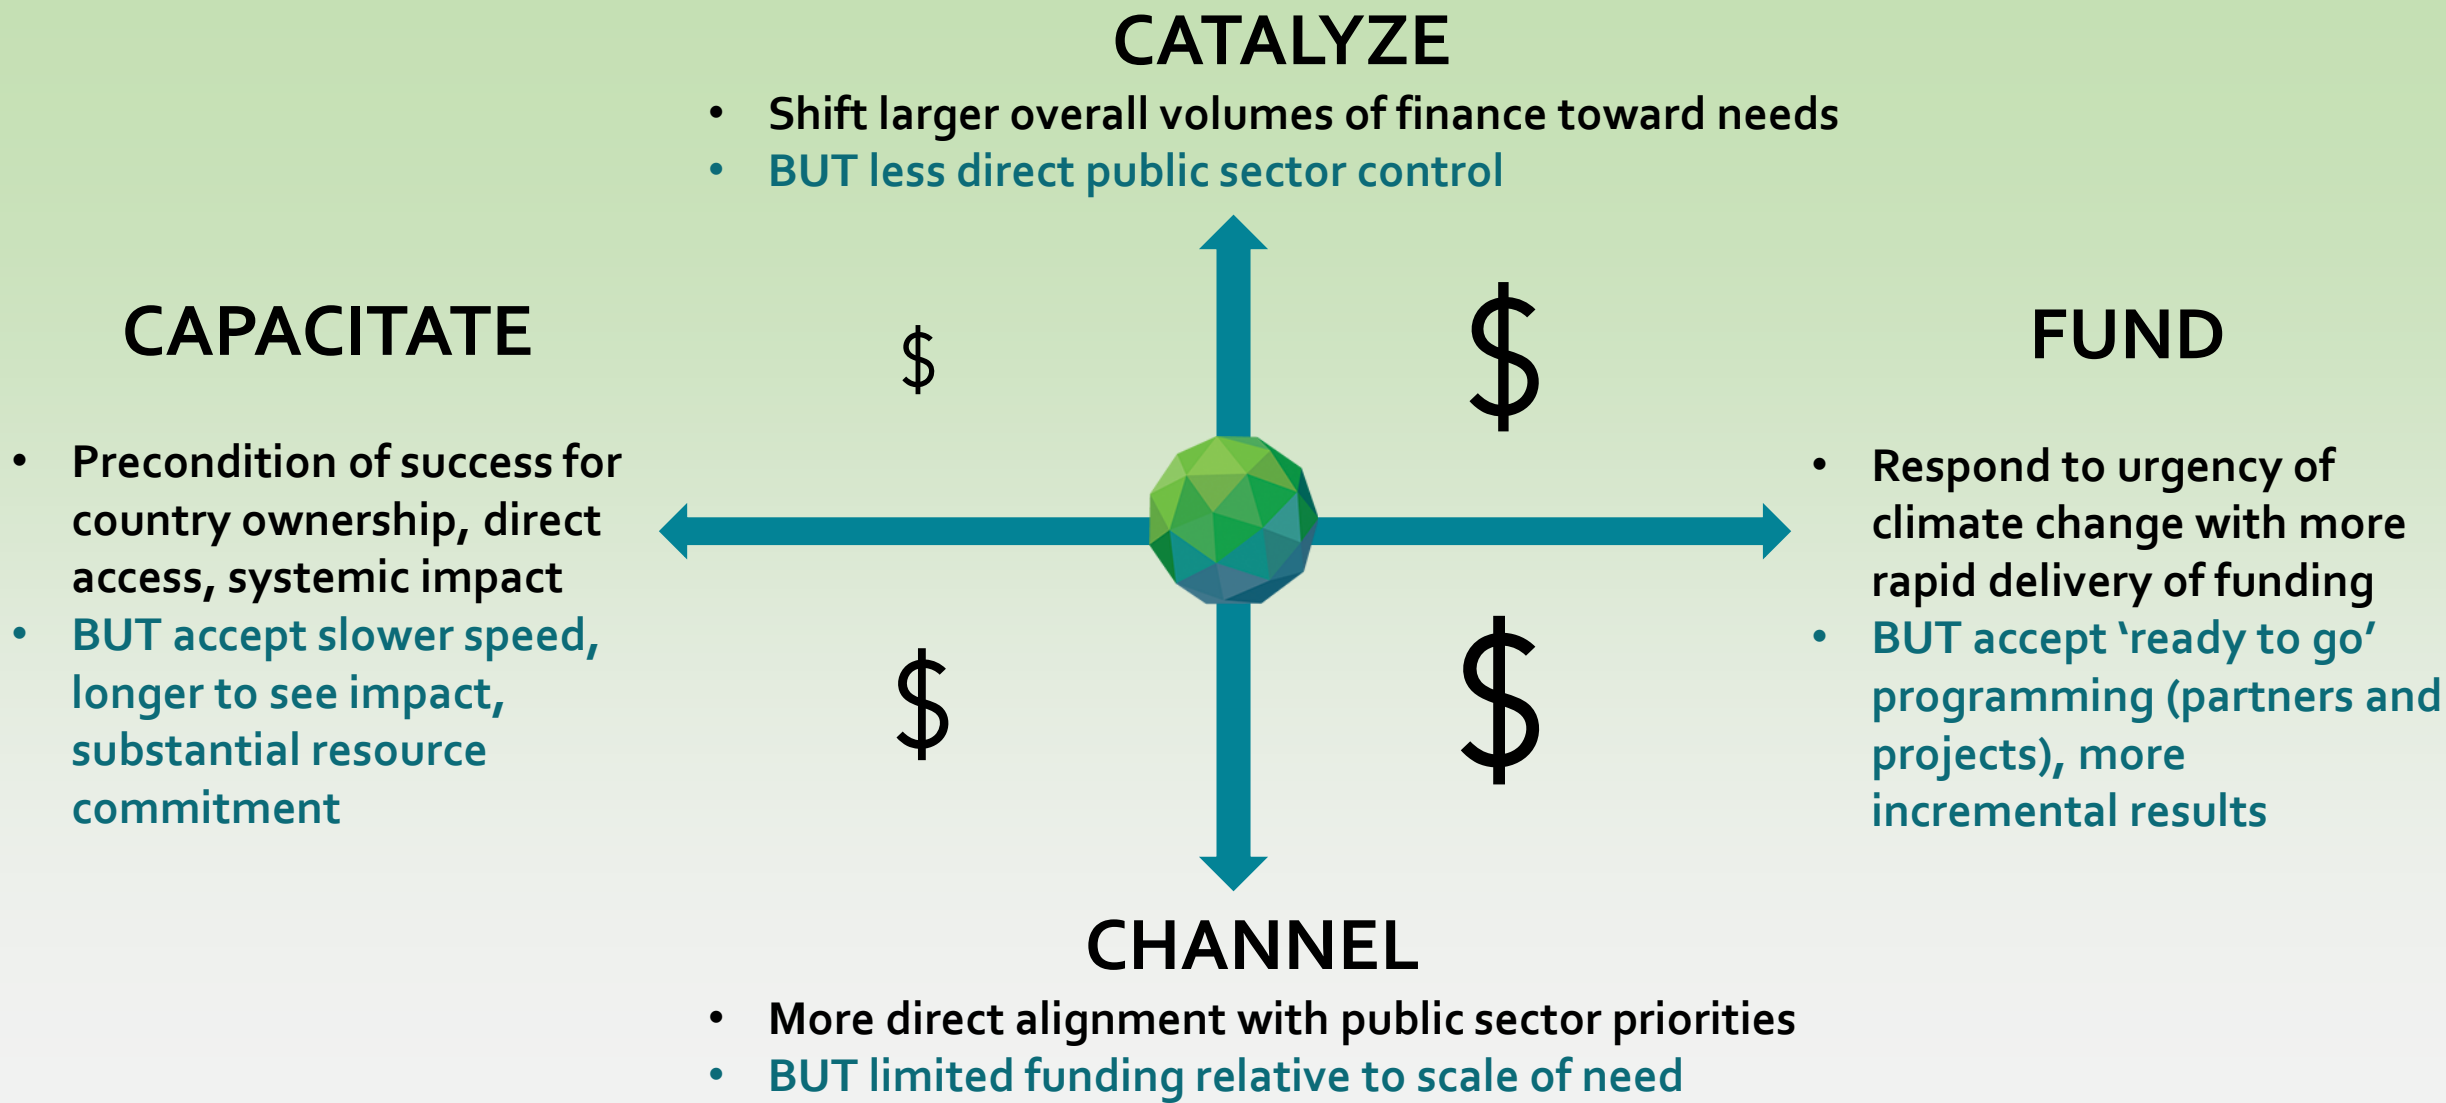 CATALYZE
• Shift larger overall volumes of finance toward needs
• BUT less direct public sector control
CAPACITATE
• Precondition of success for
country ownership, direct
access, systemic impact
• BUT accept slower speed,
longer to see impact,
substantial resource
commitment
$
$
$
$
FUND
• Respond to urgency of
climate change with more
rapid delivery of funding
• BUT accept ‘ready to go’
programming (partners and
projects), more
incremental results
CHANNEL
• More direct alignment with public sector priorities
• BUT limited funding relative to scale of need